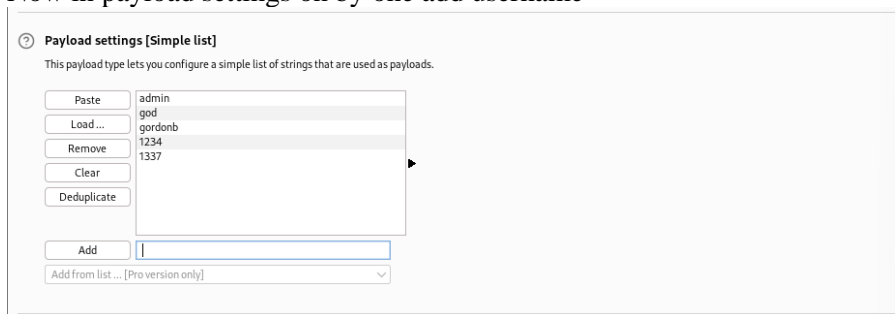 Now in payload settings on by one add username
? Payload settings [Simple list]
This payload type lets you configure a simple list of strings that are used as payloads.
Paste
Load ...
Remove
Clear
Deduplicate
admin
god
gordonb
1234
1337
Add
Add from list ... [Pro version only]